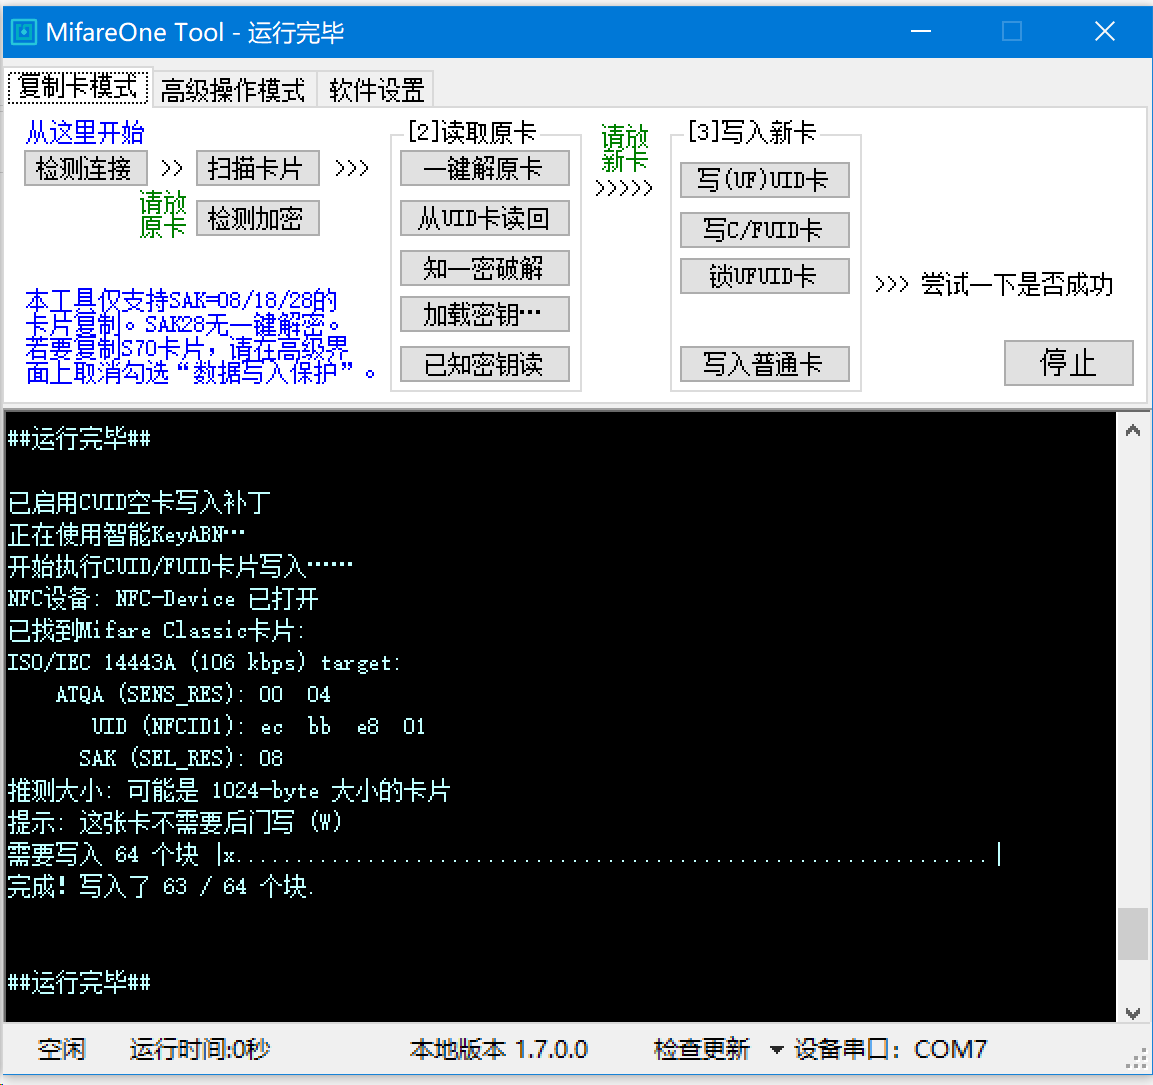 MifareOne Tool - 运行完毕
复制卡模式 高级操作模式 软件设置
从这里开始
检测连接 >> 扫描卡片 >>>
请放
原卡
检测加密
本工具仅支持SAK=08/18/28的
卡片复制。SAK28无一键解密。
若要复制S70卡片，请在高级界
面上取消勾选“数据写入保护”。
[2]读取原卡
一键解原卡
从UID卡读回
知一密破解
加载密钥…
已知密钥读
请放
新卡
>>>>>
[3]写入新卡
写(UF)UID卡
写C/FUID卡
锁UFUID卡
写入普通卡
>>> 尝试一下是否成功
停止
##运行完毕##
已启用CUID空卡写入补丁
正在使用智能KeyABN…
开始执行CUID/FUID卡片写入……
NFC设备: NFC-Device 已打开
已找到Mifare Classic卡片:
ISO/IEC 14443A (106 kbps) target:
ATQA (SENS_RES): 00 04
UID (NFCID1): ec bb e8 01
SAK (SEL_RES): 08
推测大小: 可能是 1024-byte 大小的卡片
提示: 这张卡不需要后门写 (W)
需要写入 64 个块 |x...............................................................|
完成! 写入了 63 / 64 个块.
##运行完毕##
空闲 运行时间:0秒 本地版本 1.7.0.0 检查更新 设备串口: COM7